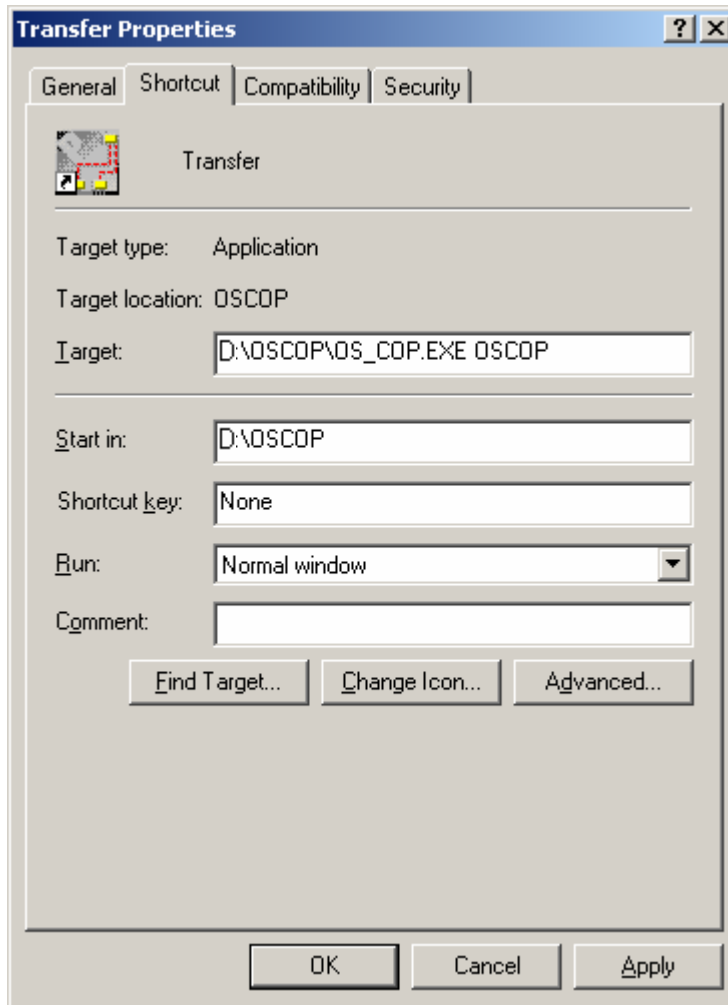 Transfer Properties
General Shortcut Compatibility Security
Transfer
Target type: Application
Target location: OSCOP
Target: D:\OSCOP\OS_COP.EXE OSCOP
Start in: D:\OSCOP
Shortcut key: None
Run: Normal window
Comment:
Find Target... Change Icon... Advanced...
OK Cancel Apply